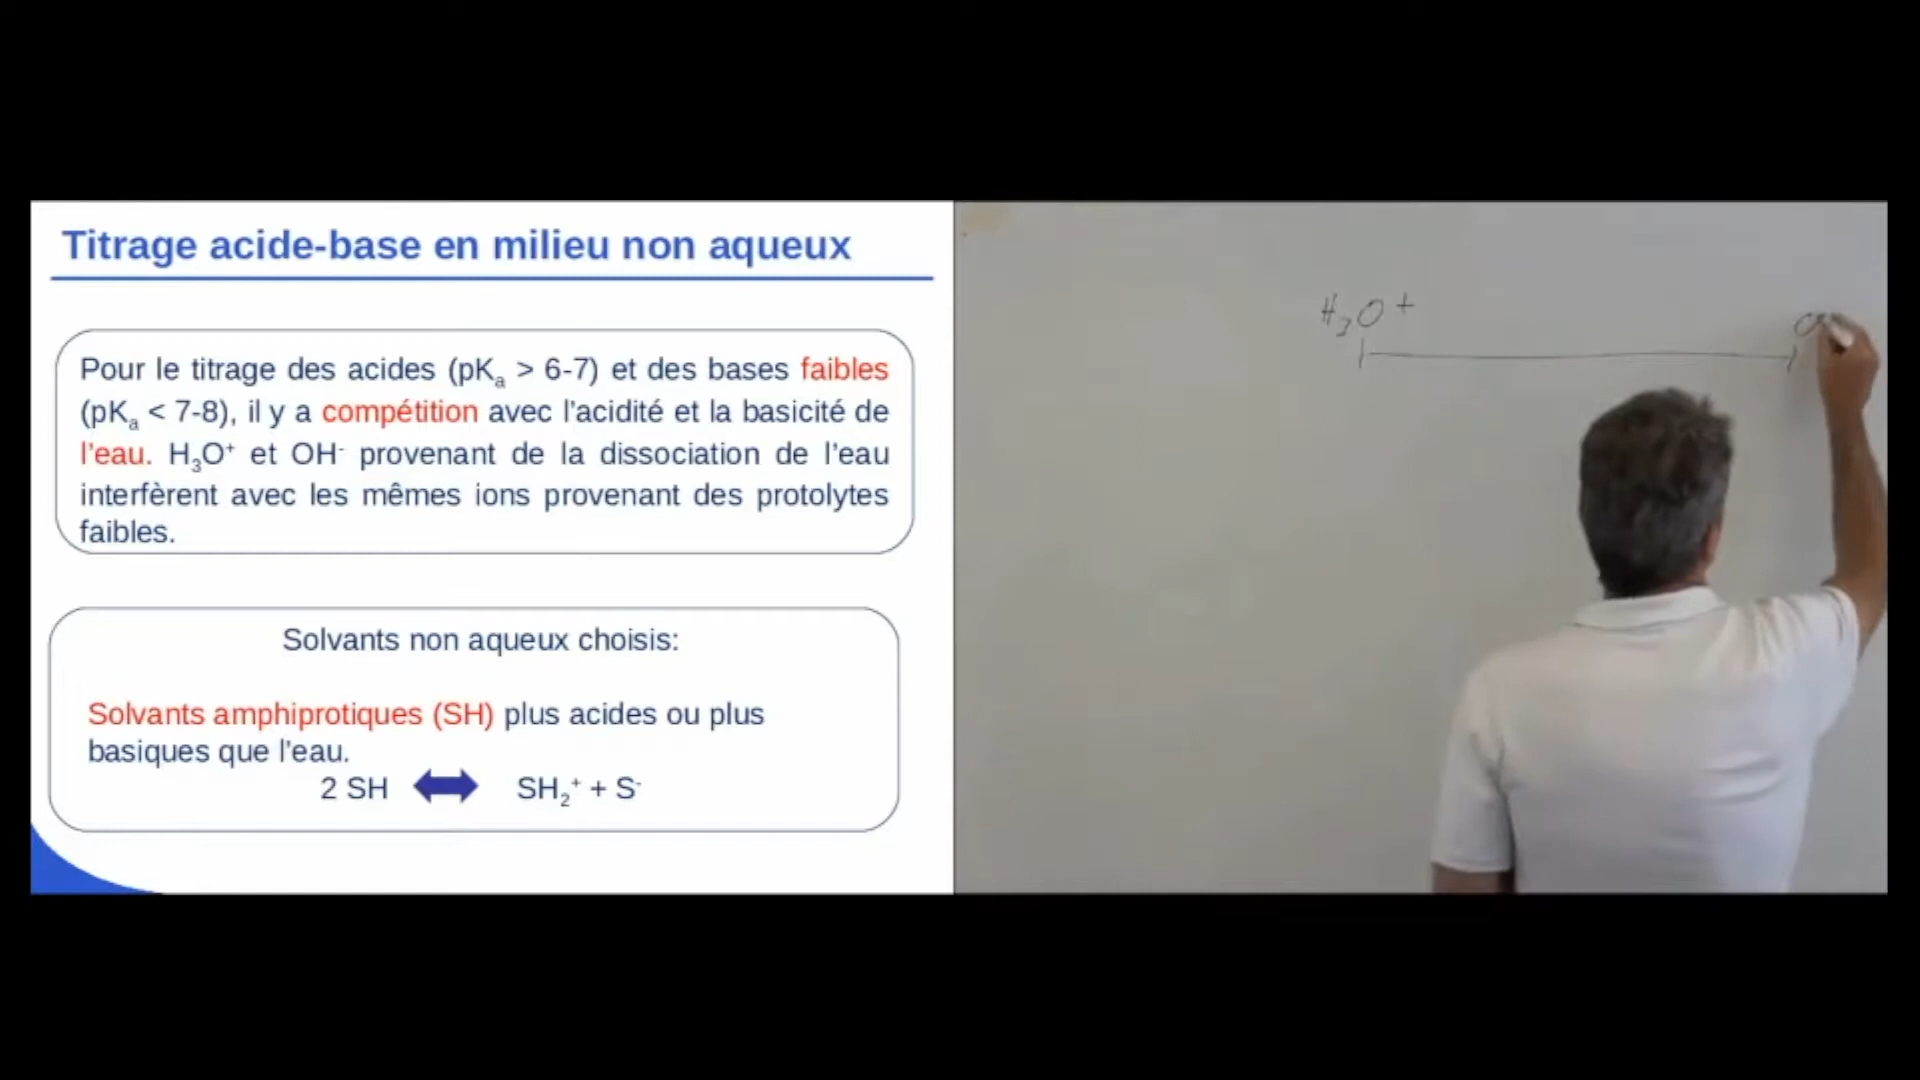 Titrage acide-base en milieu non aqueux
Pour le titrage des acides (pKₐ > 6-7) et des bases faibles
(pKₐ < 7-8), il y a compétition avec l'acidité et la basicité de
l'eau. H₃O⁺ et OH⁻ provenant de la dissociation de l'eau
interfèrent avec les mêmes ions provenant des protolytes
faibles.
Solvants non aqueux choisis:
Solvants amphiprotiques (SH) plus acides ou plus
basiques que l'eau.
2 SH ⬌ SH₂⁺ + S⁻
H₃O⁺